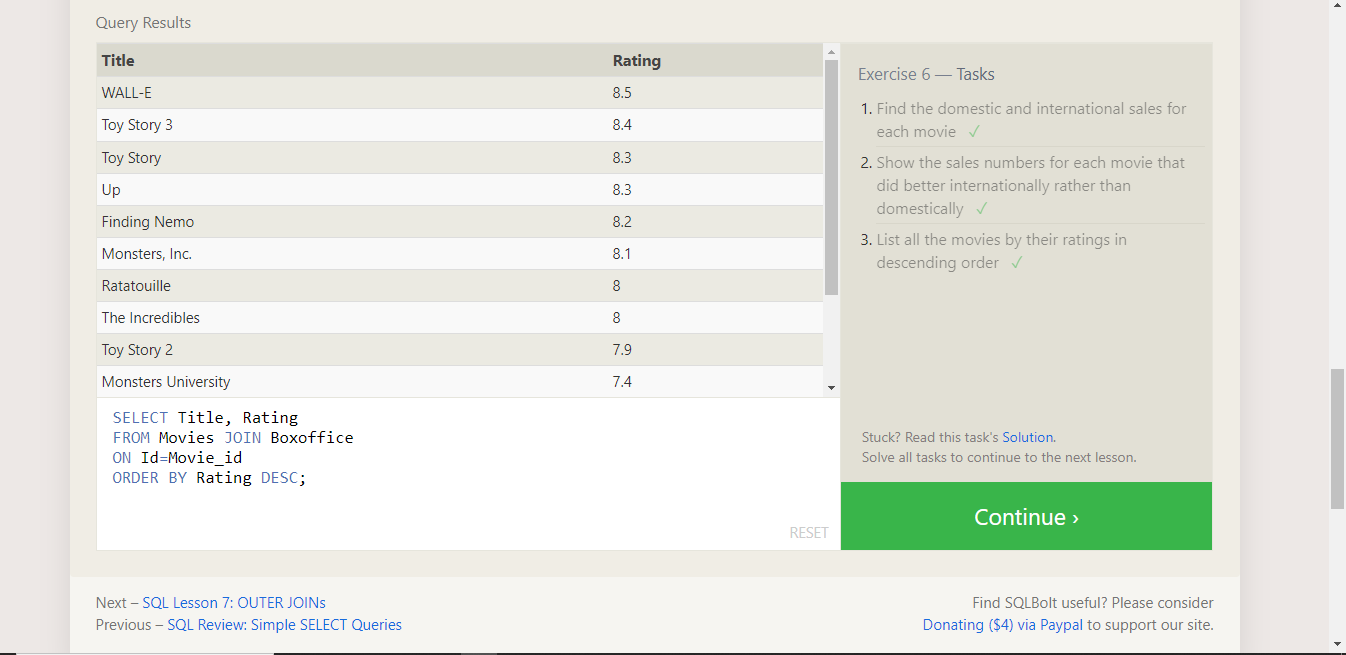 Query Results
Title Rating
WALL-E 8.5
Toy Story 3 8.4
Toy Story 8.3
Up 8.3
Finding Nemo 8.2
Monsters, Inc. 8.1
Ratatouille 8
The Incredibles 8
Toy Story 2 7.9
Monsters University 7.4
SELECT Title, Rating
FROM Movies JOIN Boxoffice
ON Id=Movie_id
ORDER BY Rating DESC;
RESET
Exercise 6 — Tasks
1. Find the domestic and international sales for
each movie ✓
2. Show the sales numbers for each movie that
did better internationally rather than
domestically ✓
3. List all the movies by their ratings in
descending order ✓
Stuck? Read this task's Solution.
Solve all tasks to continue to the next lesson.
Continue ›
Next – SQL Lesson 7: OUTER JOINs
Previous – SQL Review: Simple SELECT Queries
Find SQLBolt useful? Please consider
Donating ($4) via Paypal to support our site.